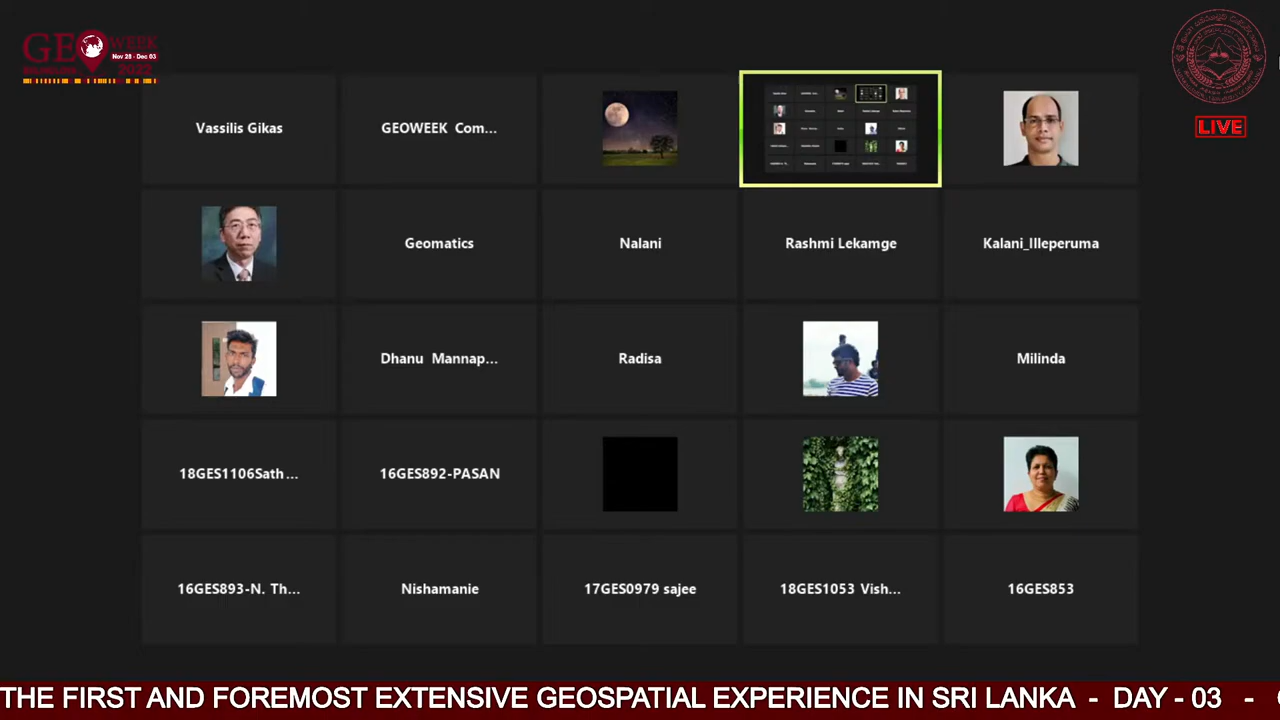 GEOWEEK
Nov 28 - Dec 03
2022
LIVE
Vassilis Gikas
GEOWEEK Com...
Geomatics
Nalani
Rashmi Lekamge
Kalani_Illeperuma
Dhanu Mannap...
Radisa
Milinda
18GES1106Sath...
16GES892-PASAN
16GES893-N. Th...
Nishamanie
17GES0979 sajee
18GES1053 Vish...
16GES853
THE FIRST AND FOREMOST EXTENSIVE GEOSPATIAL EXPERIENCE IN SRI LANKA - DAY - 03 -